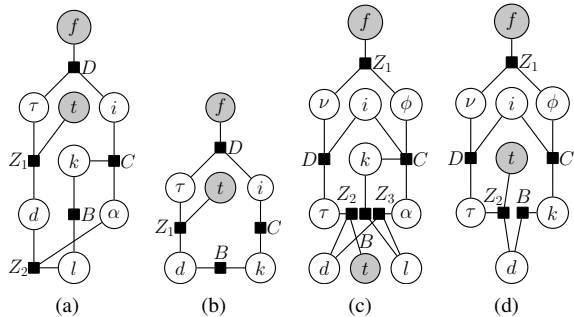 f f f
Z₁ Z₁
D
τ t i f ν i φ ν i φ
D
Z₁ k C D k C D t C
τ t i
d B α Z₁ C τ Z₂ Z₃ α τ Z₂ B k
B B
Z₂ l d k d t l d
(a) (b) (c) (d)